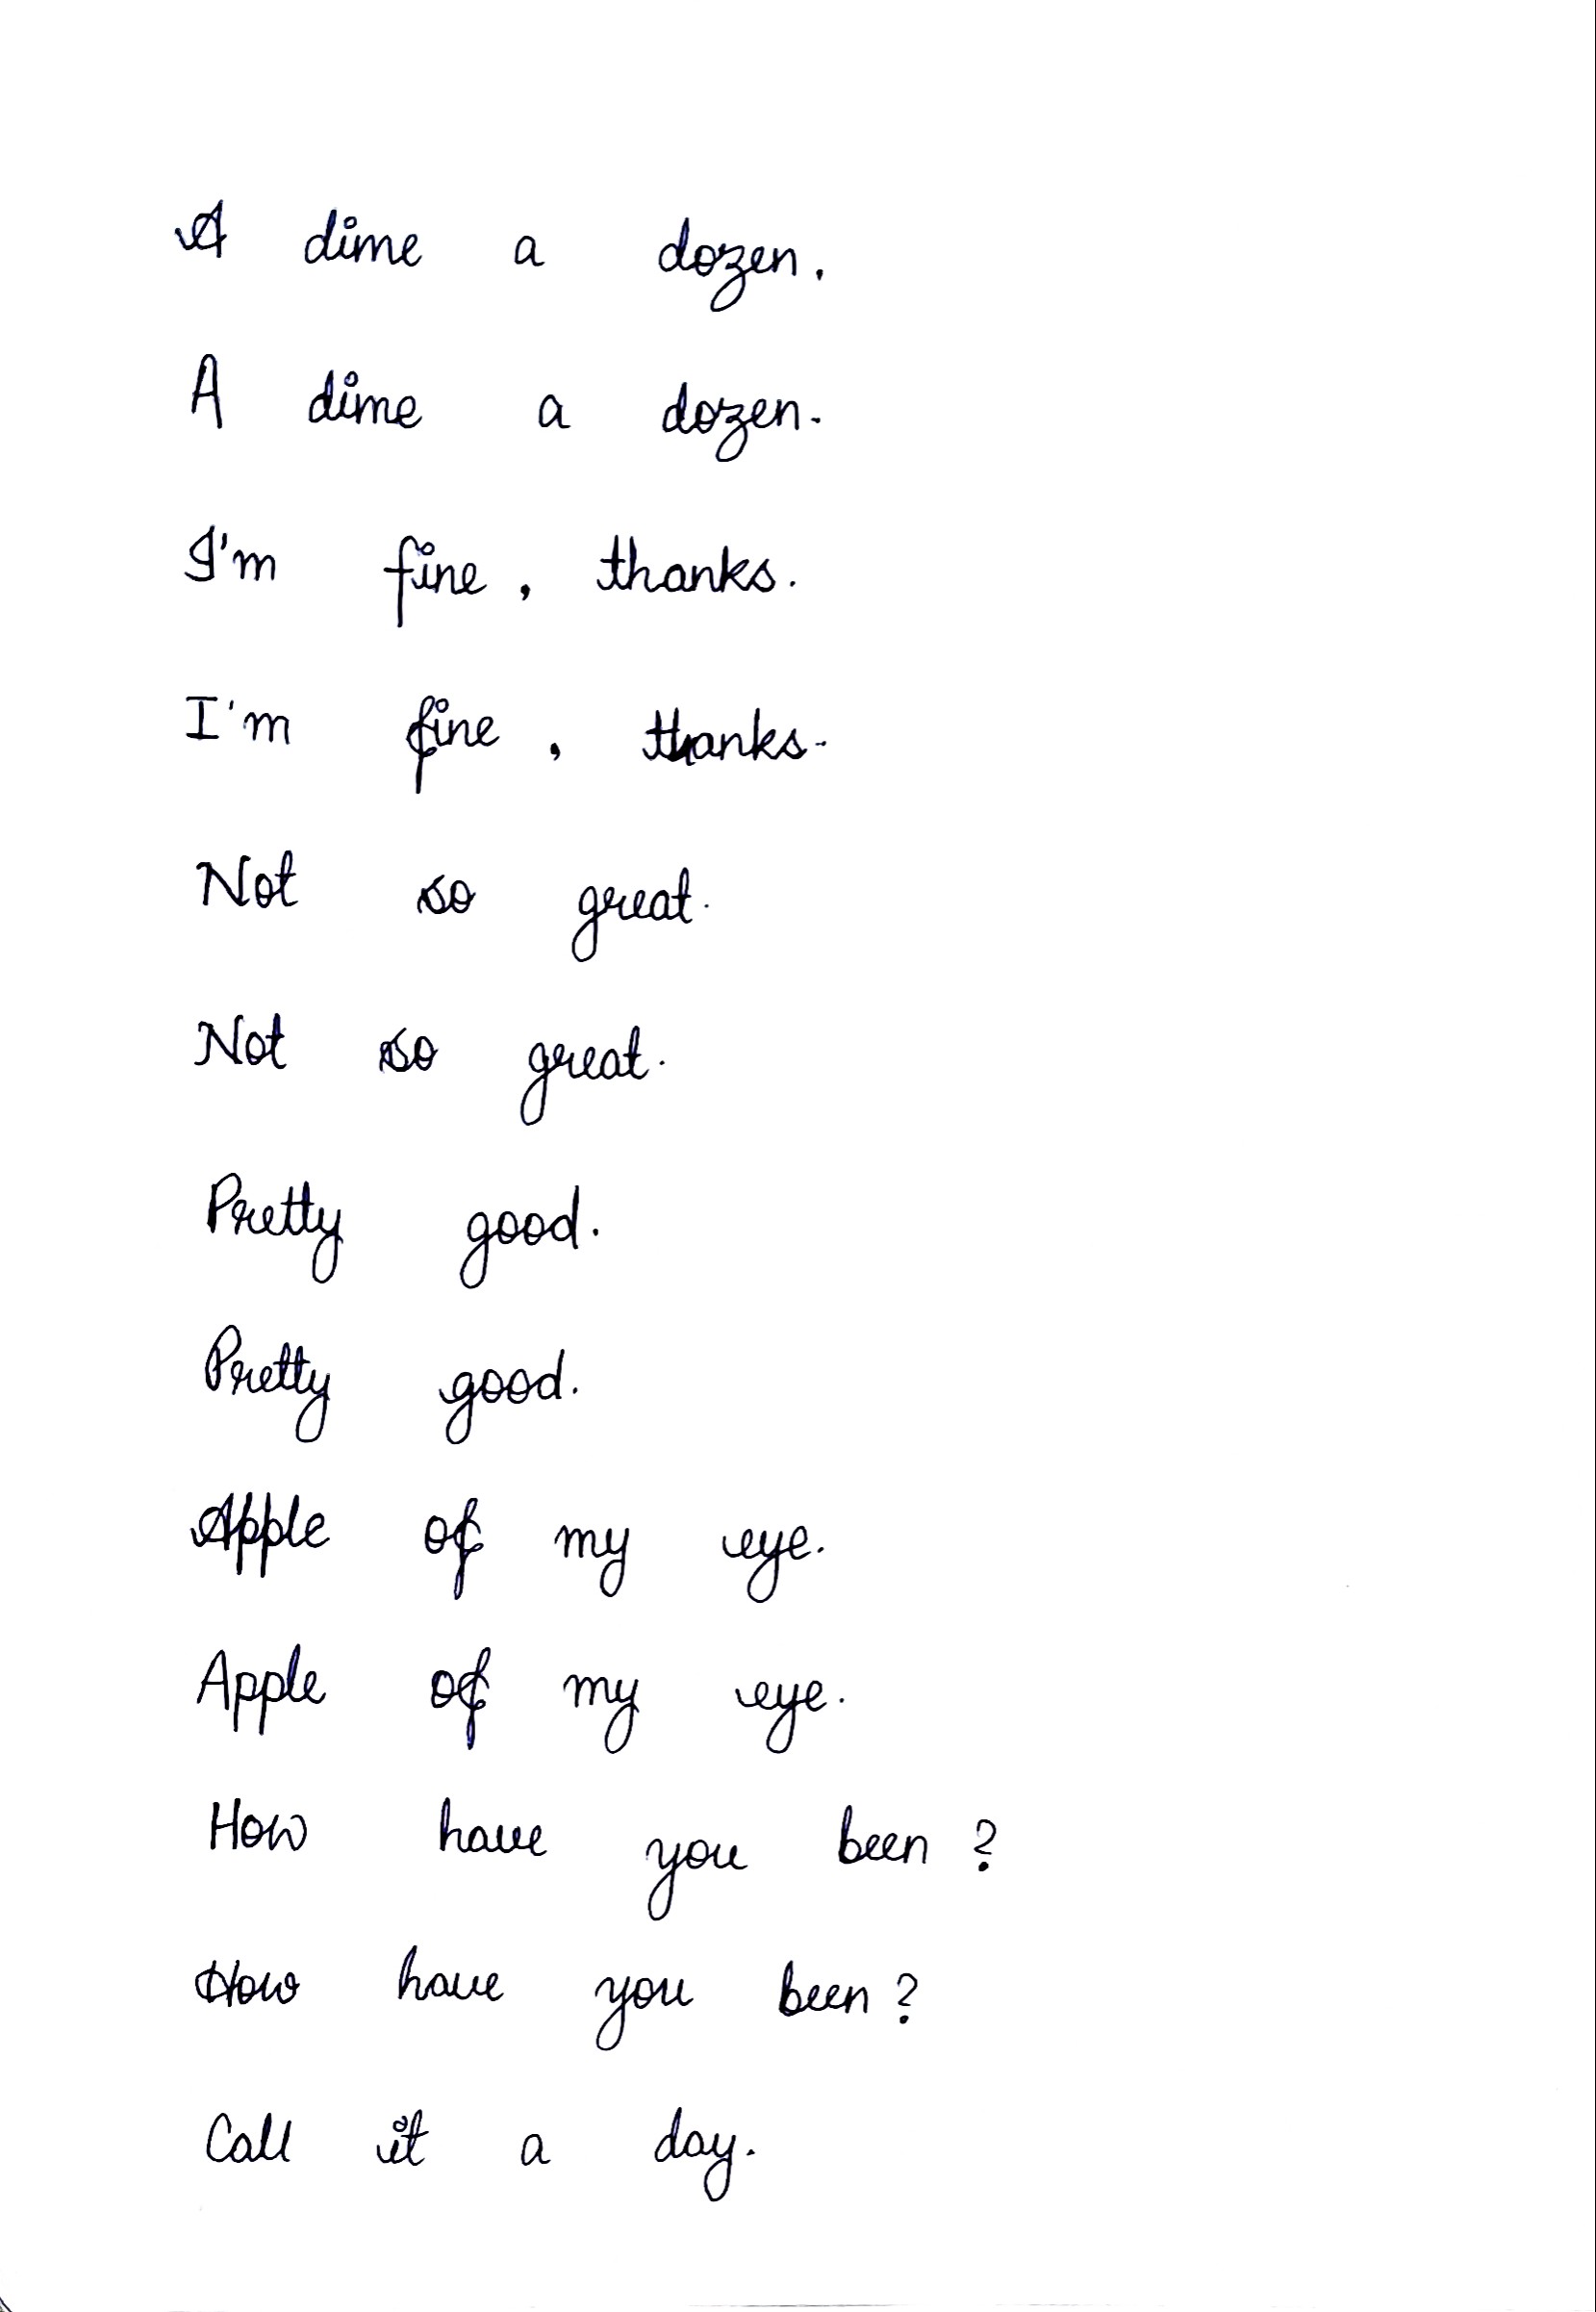 A dime a dozen.
A dime a dozen.
I'm fine, thanks.
I'm fine, thanks.
Not so great.
Not so great.
Pretty good.
Pretty good.
Apple of my eye.
Apple of my eye.
How have you been?
How have you been?
Call it a day.